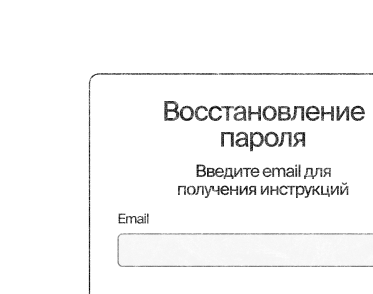 Восстановление
пароля
Введите email для
получения инструкций
Email